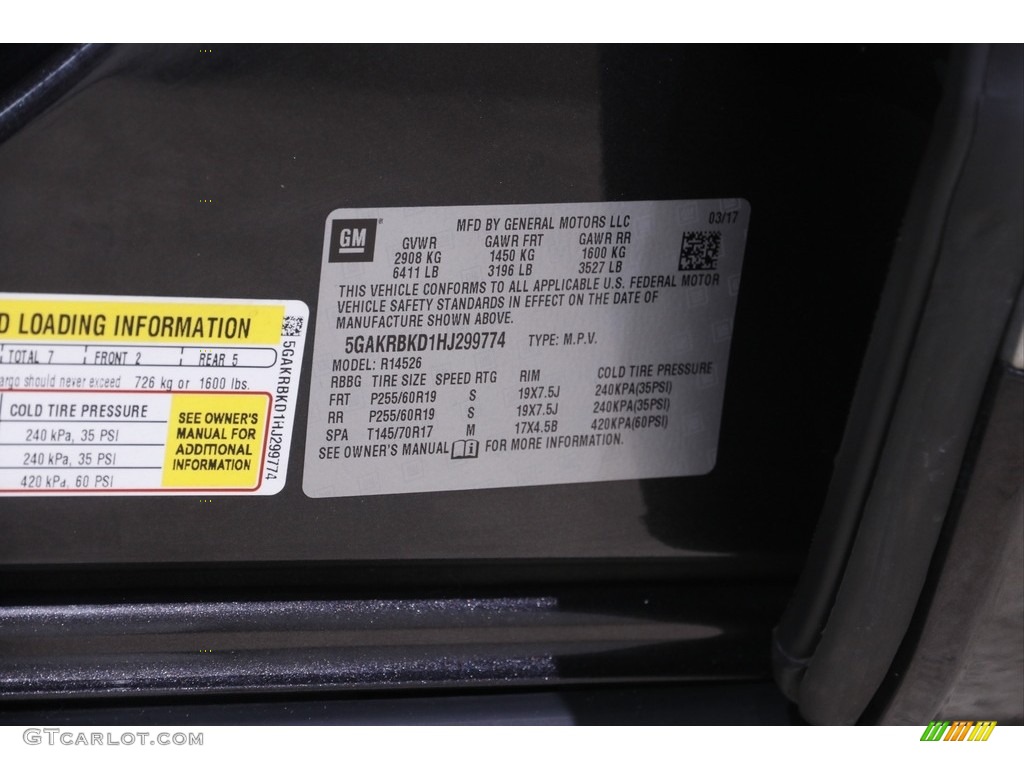 GM
MFD BY GENERAL MOTORS LLC
03/17
GVWR GAWR FRT GAWR RR
2908 KG 1450 KG 1600 KG
6411 LB 3196 LB 3527 LB
THIS VEHICLE CONFORMS TO ALL APPLICABLE U.S. FEDERAL MOTOR
VEHICLE SAFETY STANDARDS IN EFFECT ON THE DATE OF
MANUFACTURE SHOWN ABOVE.
5GAKRBKD1HJ299774 TYPE: M.P.V.
MODEL: R14526
RBBG TIRE SIZE SPEED RTG RIM COLD TIRE PRESSURE
FRT P255/60R19 S 19X7.5J 240KPA(35PSI)
RR P255/60R19 S 19X7.5J 240KPA(35PSI)
SPA T145/70R17 M 17X4.5B 420KPA(60PSI)
SEE OWNER'S MANUAL FOR MORE INFORMATION.
D LOADING INFORMATION
TOTAL 7 FRONT 2 REAR 5
argo should never exceed 726 kg or 1600 lbs.
COLD TIRE PRESSURE
240 kPa, 35 PSI
240 kPa, 35 PSI
420 kPa, 60 PSI
SEE OWNER'S
MANUAL FOR
ADDITIONAL
INFORMATION
5GAKRBKD1HJ299774
GTcarlot.com